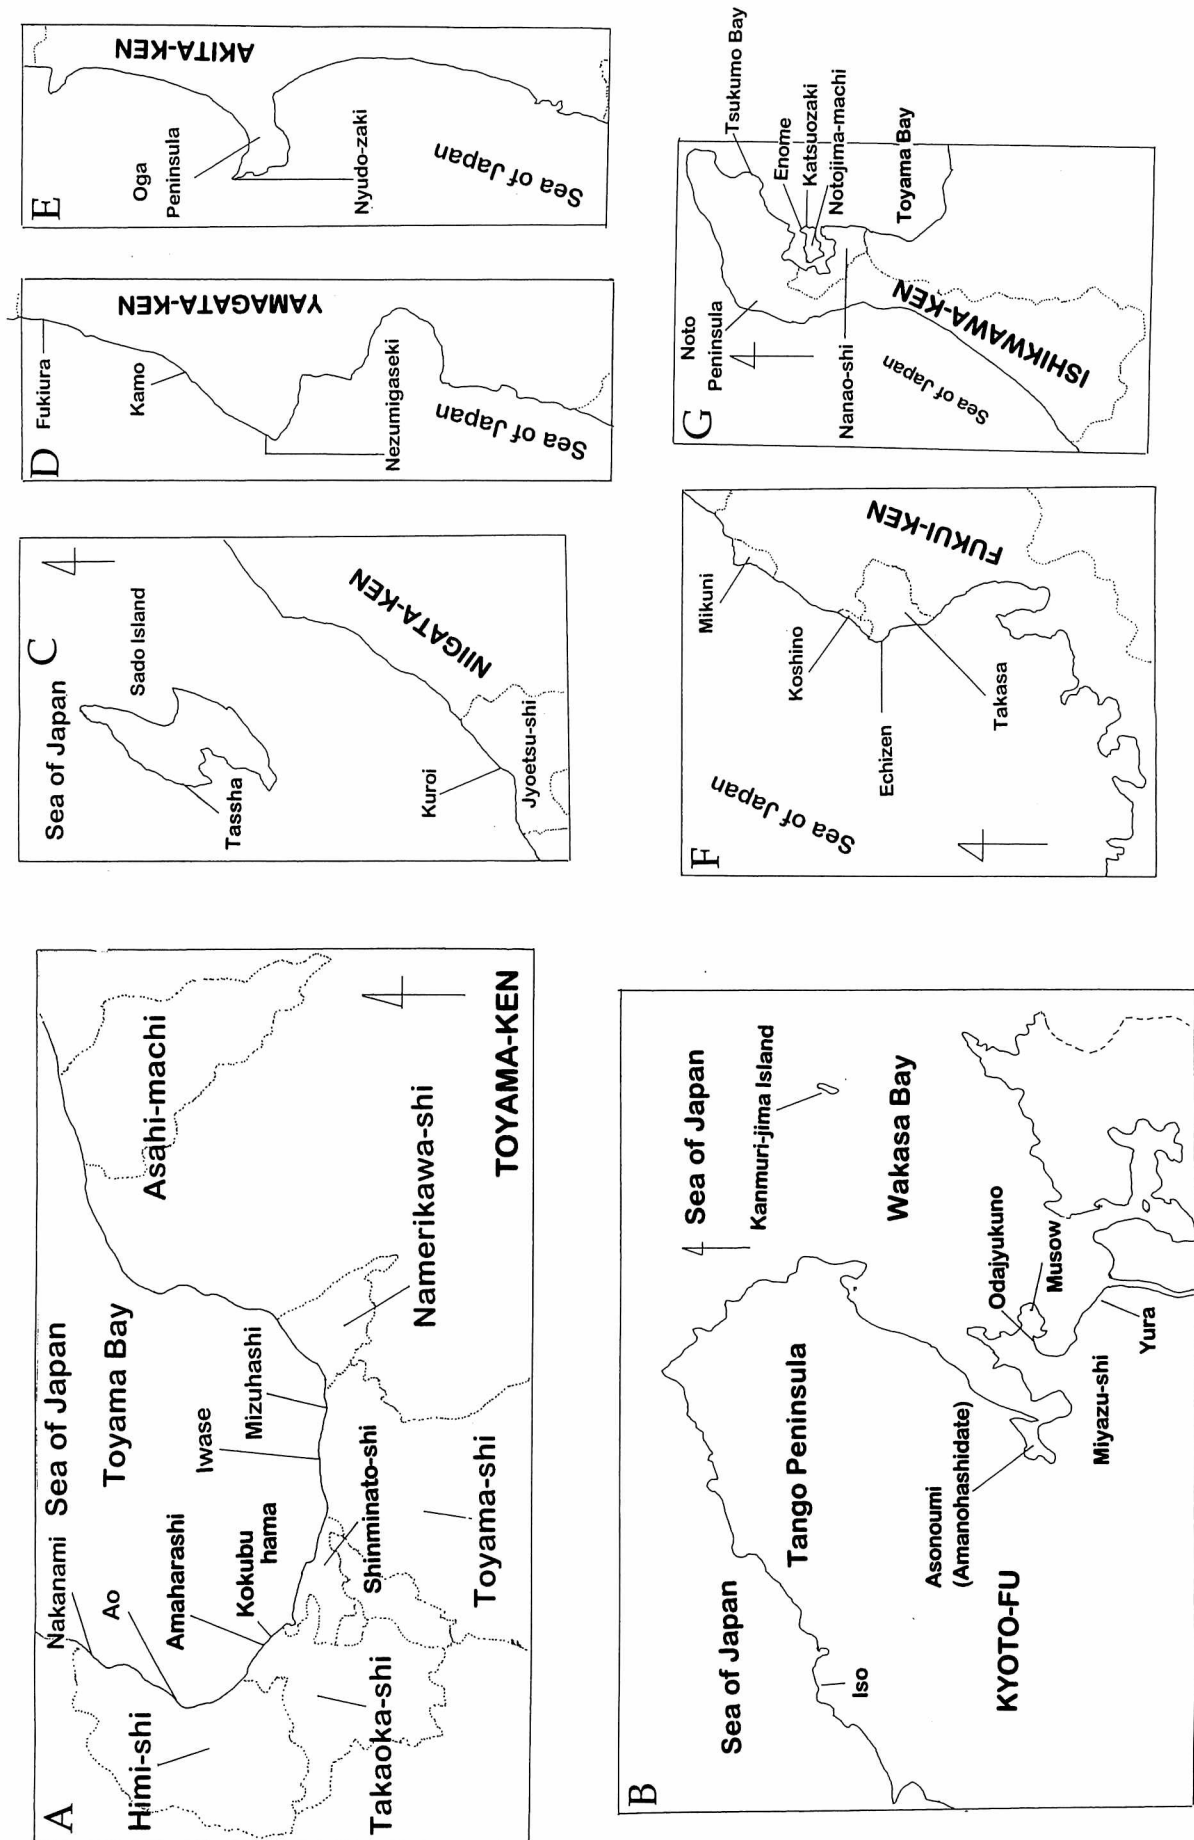 A
Nakanami
Sea of Japan
Toyama Bay
Ao
Amaharashi
Kokubu
hama
Iwase
Mizuhashi
Himi-shi
Takaoka-shi
Shinminato-shi
Toyama-shi
Namerikawa-shi
Asahi-machi
TOYAMA-KEN
B
Sea of Japan
Iso
Tango Peninsula
KYOTO-FU
Asonoumi
(Amanohashidate)
Miyazu-shi
Yura
Odajyukuno
Musow
Wakasa Bay
Sea of Japan
Kanmuri-jima Island
C
Sea of Japan
Sado Island
Tassha
Kuroi
Jyoetsu-shi
NIIGATA-KEN
D
Fukiura
Kamo
Nezumigaseki
YAMAGATA-KEN
Sea of Japan
E
Oga
Peninsula
Nyudo-zaki
AKITA-KEN
Sea of Japan
F
Sea of Japan
Mikuni
Koshino
Echizen
Takasa
FUKUI-KEN
G
Noto
Peninsula
Nanao-shi
Sea of Japan
ISHIKWAWA-KEN
Tsukumo Bay
Enome
Katsuozaki
Notojima-machi
Toyama Bay